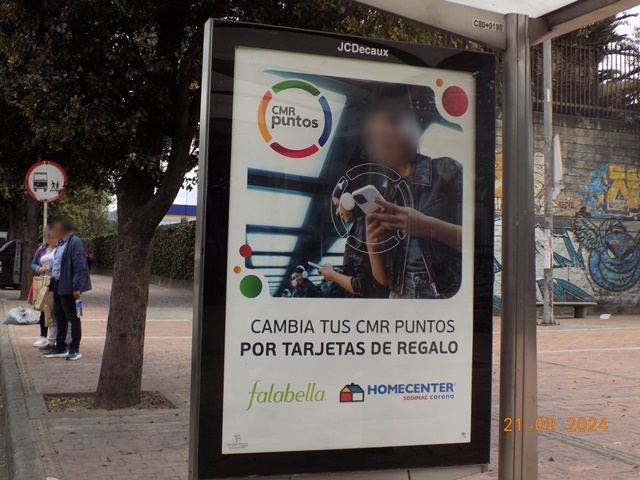 C80+0190
JCDecaux
CMR
puntos
CAMBIA TUS CMR PUNTOS
POR TARJETAS DE REGALO
falabella.
HOMECENTER
SODIMAC corona
21 09 2024